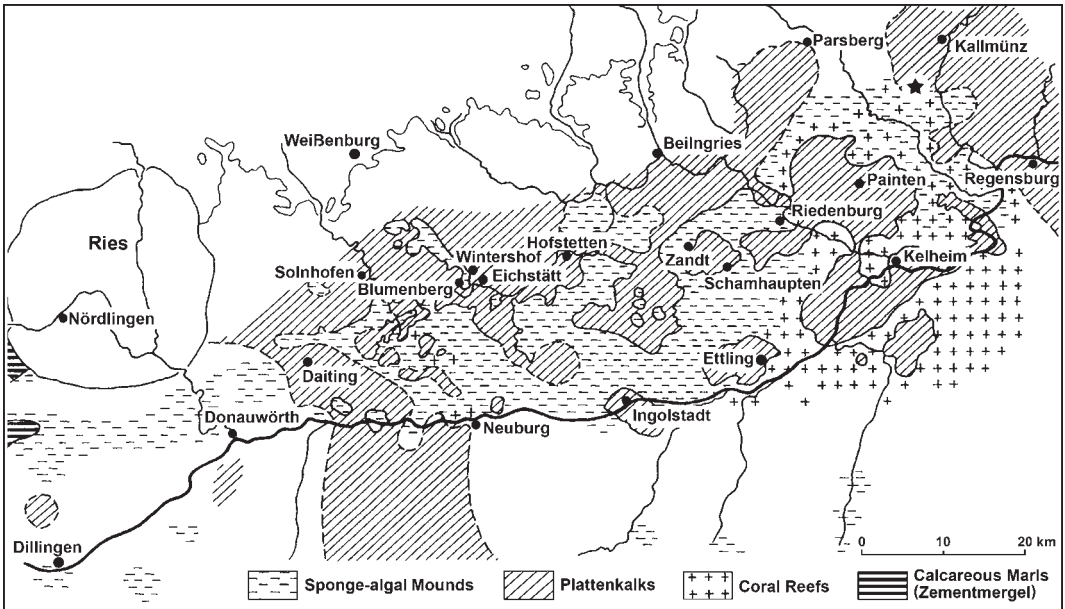 Parsberg
Kallmünz
Weißenburg
Beilngries
Painten
Regensburg
Riedenburg
Ries
Hofstetten
Wintershof
Zandt
Kelheim
Solnhofen
Eichstätt
Blumenberg
Schamhaupten
Nördlingen
Ettling
Daiting
Donauwörth
Ingolstadt
Neuburg
Dillingen
0 10 20 km
Sponge-algal Mounds
Plattenkalks
Coral Reefs
Calcareous Marls
(Zementmergel)